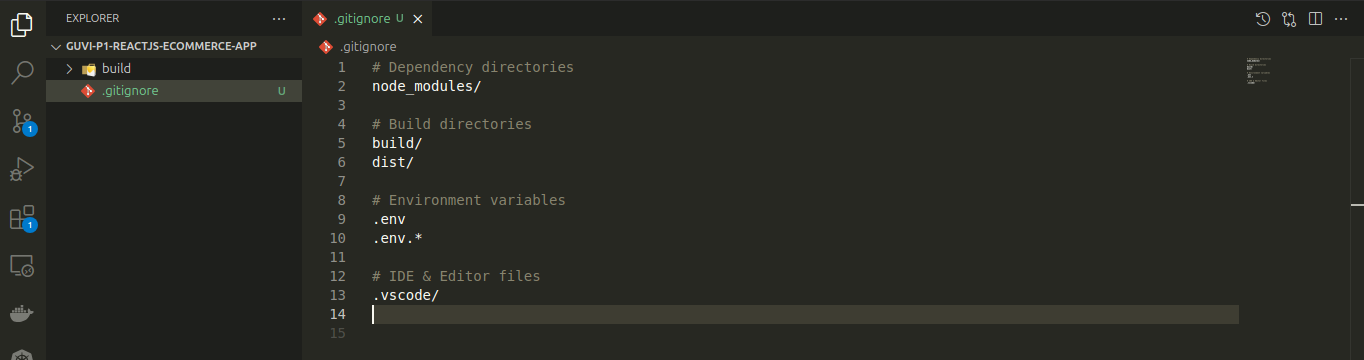 EXPLORER
GUVI-P1-REACTJS-ECOMMERCE-APP
build
.gitignore U
1
1
.gitignore U
.gitignore
1 # Dependency directories
2 node_modules/
3
4 # Build directories
5 build/
6 dist/
7
8 # Environment variables
9 .env
10 .env.*
11
12 # IDE & Editor files
13 .vscode/
14
15